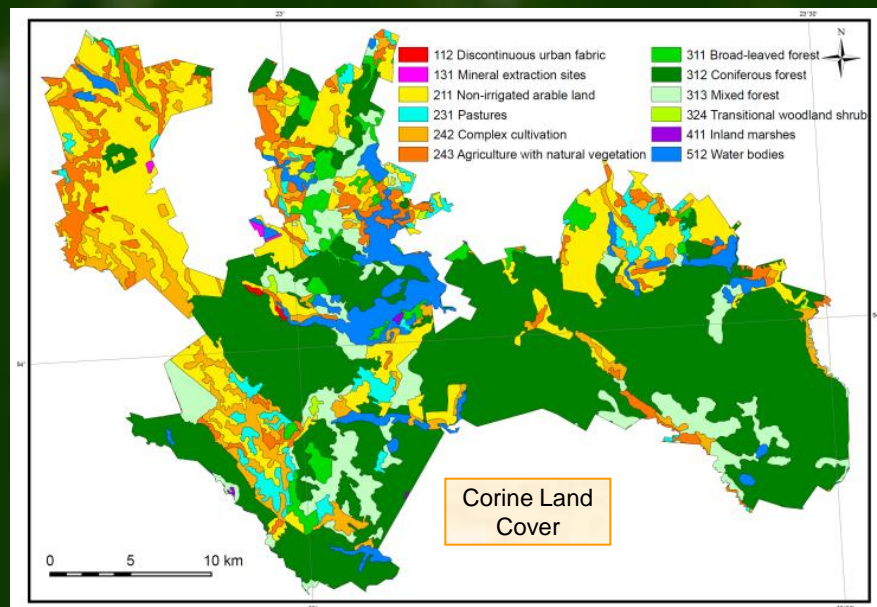 23°
23°30'
N
112 Discontinuous urban fabric
131 Mineral extraction sites
211 Non-irrigated arable land
231 Pastures
242 Complex cultivation
243 Agriculture with natural vegetation
311 Broad-leaved forest
312 Coniferous forest
313 Mixed forest
324 Transitional woodland shrub
411 Inland marshes
512 Water bodies
54°
Corine Land
Cover
0 5 10 km